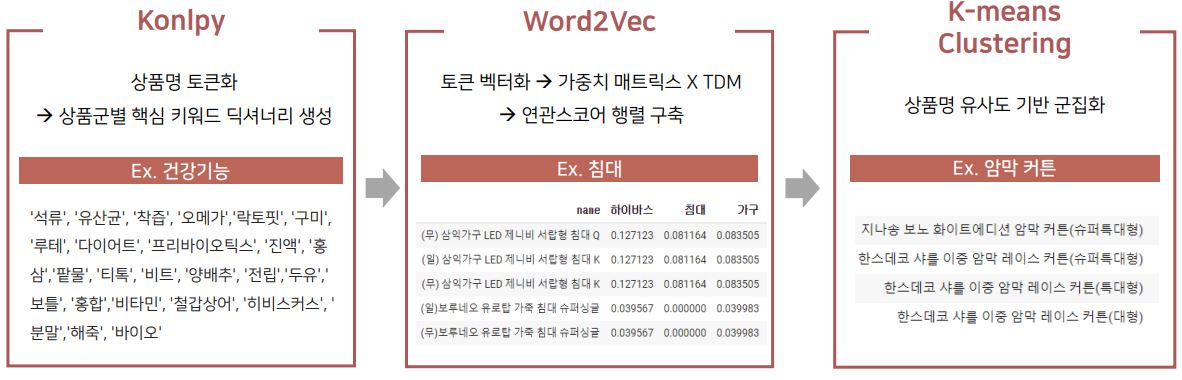 Konlpy
상품명 토큰화
→ 상품군별 핵심 키워드 딕셔너리 생성
Ex. 건강기능
'석류', '유산균', '착즙', '오메가','락토핏', '구미',
'루테', '다이어트', '프리바이오틱스', '진액', '홍
삼','팥물', '티톡', '비트', '양배추', '전립','두유','
보틀', '홍합','비타민', '철갑상어', '히비스커스', '
분말','해죽', '바이오'
Word2Vec
토큰 벡터화 → 가중치 매트릭스 X TDM
→ 연관스코어 행렬 구축
Ex. 침대
name 하이바스 침대 가구
(무) 삼익가구 LED 제니비 서랍형 침대 Q 0.127123 0.081164 0.083505
(일) 삼익가구 LED 제니비 서랍형 침대 K 0.127123 0.081164 0.083505
(무) 삼익가구 LED 제니비 서랍형 침대 K 0.127123 0.081164 0.083505
(일)보루네오 유로탑 가죽 침대 슈퍼싱글 0.039567 0.000000 0.039983
(무)보루네오 유로탑 가죽 침대 슈퍼싱글 0.039567 0.000000 0.039983
K-means
Clustering
상품명 유사도 기반 군집화
Ex. 암막 커튼
지나송 보노 화이트에디션 암막 커튼(슈퍼특대형)
한스데코 샤를 이중 암막 레이스 커튼(슈퍼특대형)
한스데코 샤를 이중 암막 레이스 커튼(특대형)
한스데코 샤를 이중 암막 레이스 커튼(대형)